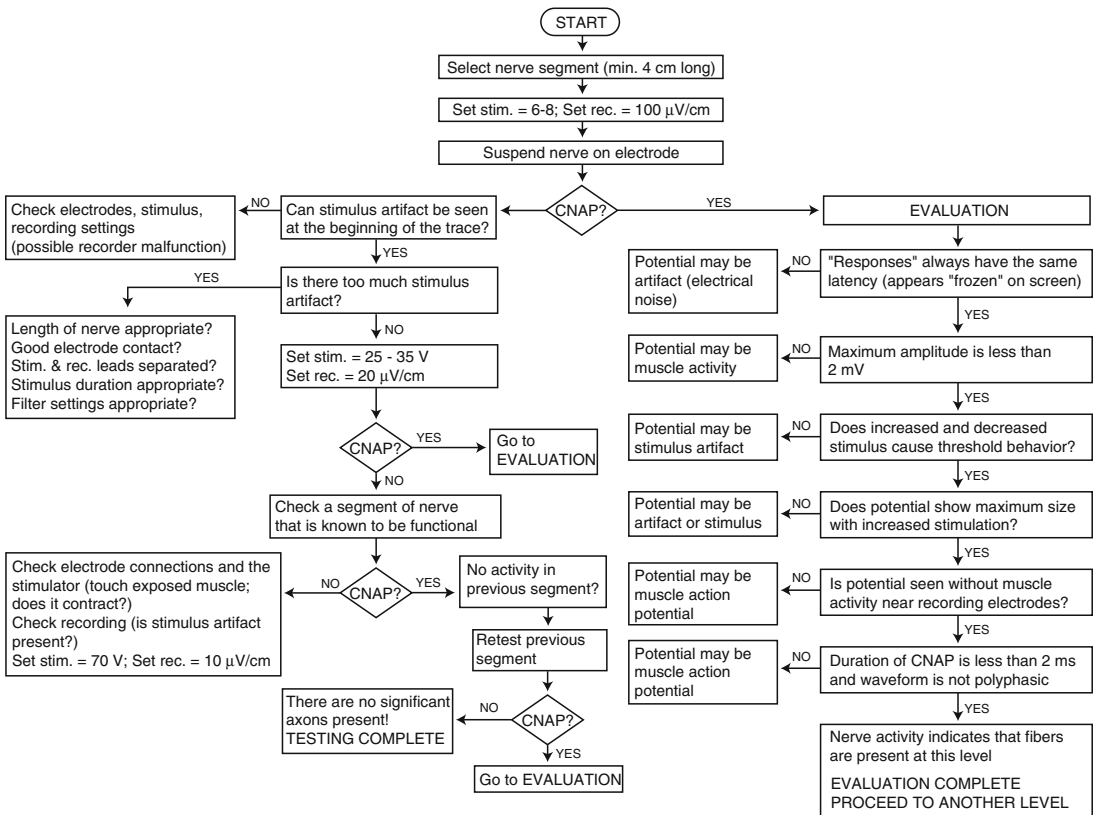 START
Select nerve segment (min. 4 cm long)
Set stim. = 6-8; Set rec. = 100 μV/cm
Suspend nerve on electrode
CNAP?
YES
EVALUATION
Can stimulus artifact be seen
at the beginning of the trace?
NO
Check electrodes, stimulus,
recording settings
(possible recorder malfunction)
YES
Is there too much stimulus
artifact?
YES
Length of nerve appropriate?
Good electrode contact?
Stim. & rec. leads separated?
Stimulus duration appropriate?
Filter settings appropriate?
NO
Set stim. = 25 - 35 V
Set rec. = 20 μV/cm
CNAP?
YES
Go to
EVALUATION
NO
Check a segment of nerve
that is known to be functional
CNAP?
NO
Check electrode connections and the
stimulator (touch exposed muscle;
does it contract?)
Check recording (is stimulus artifact
present?)
Set stim. = 70 V; Set rec. = 10 μV/cm
YES
No activity in
previous segment?
Retest previous
segment
CNAP?
NO
There are no significant
axons present!
TESTING COMPLETE
YES
Go to EVALUATION
"Responses" always have the same
latency (appears "frozen" on screen)
NO
Potential may be
artifact (electrical
noise)
YES
Maximum amplitude is less than
2 mV
NO
Potential may be
muscle activity
YES
Does increased and decreased
stimulus cause threshold behavior?
NO
Potential may be
stimulus artifact
YES
Does potential show maximum size
with increased stimulation?
NO
Potential may be
artifact or stimulus
YES
Is potential seen without muscle
activity near recording electrodes?
NO
Potential may be
muscle action
potential
YES
Duration of CNAP is less than 2 ms
and waveform is not polyphasic
NO
Potential may be
muscle action
potential
YES
Nerve activity indicates that fibers
are present at this level
EVALUATION COMPLETE
PROCEED TO ANOTHER LEVEL